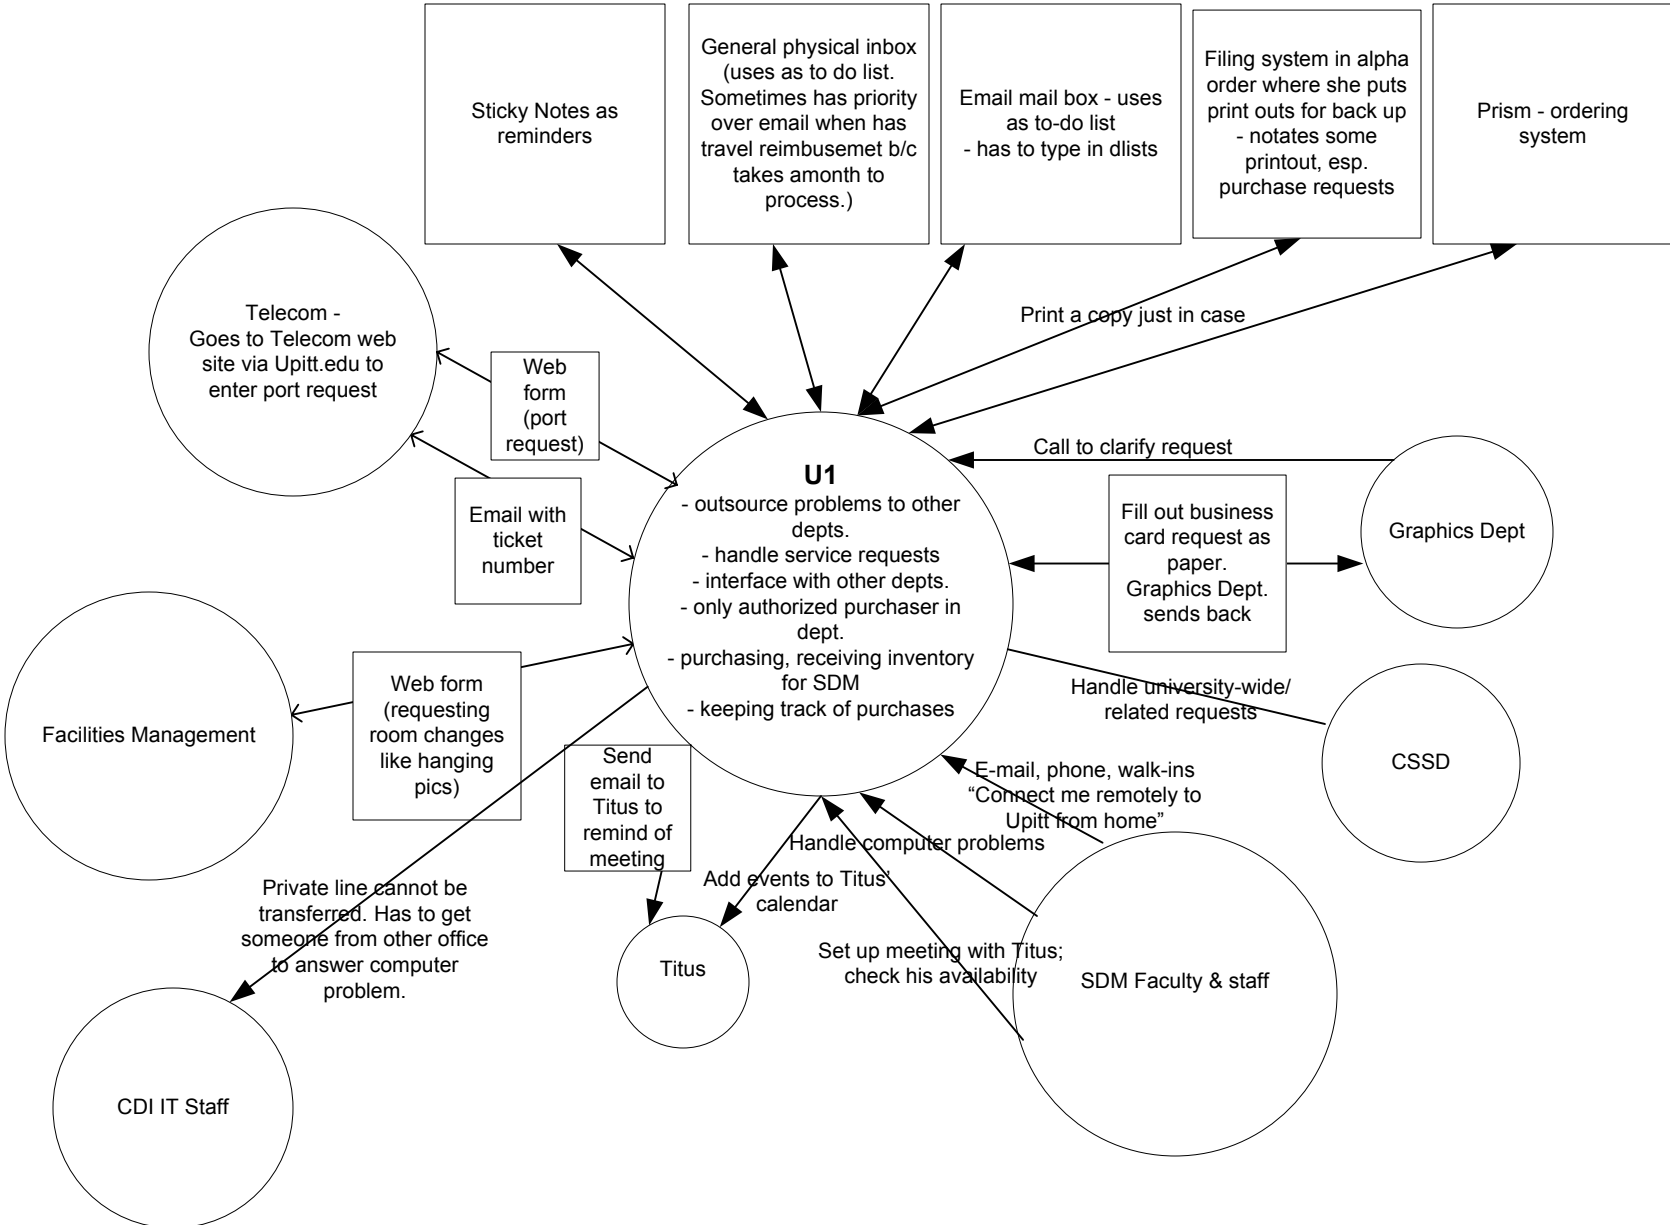 Sticky Notes as
reminders
General physical inbox
(uses as to do list.
Sometimes has priority
over email when has
travel reimbusemet b/c
takes amonth to
process.)
Email mail box - uses
as to-do list
- has to type in dlists
Filing system in alpha
order where she puts
print outs for back up
- notates some
printout, esp.
purchase requests
Prism - ordering
system
Telecom -
Goes to Telecom web
site via Upitt.edu to
enter port request
Web
form
(port
request)
Print a copy just in case
Email with
ticket
number
U1
- outsource problems to other
depts.
- handle service requests
- interface with other depts.
- only authorized purchaser in
dept.
- purchasing, receiving inventory
for SDM
- keeping track of purchases
Call to clarify request
Fill out business
card request as
paper.
Graphics Dept.
sends back
Graphics Dept
Facilities Management
Web form
(requesting
room changes
like hanging
pics)
Handle university-wide/
related requests
CSSD
Send
email to
Titus to
remind of
meeting
E-mail, phone, walk-ins
“Connect me remotely to
Upitt from home”
Handle computer problems
Add events to Titus’
calendar
Private line cannot be
transferred. Has to get
someone from other office
to answer computer
problem.
Set up meeting with Titus;
check his availability
Titus
SDM Faculty & staff
CDI IT Staff